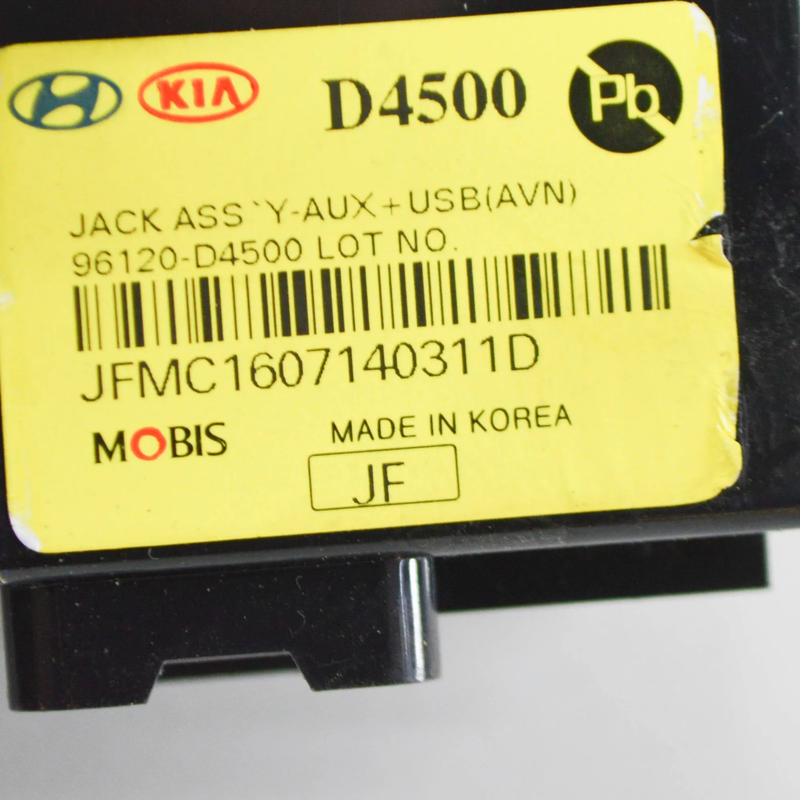 KIA D4500 Pb
JACK ASS`Y-AUX+USB(AVN)
96120-D4500 LOT NO.
JFMC1607140311D
MOBIS MADE IN KOREA
JF